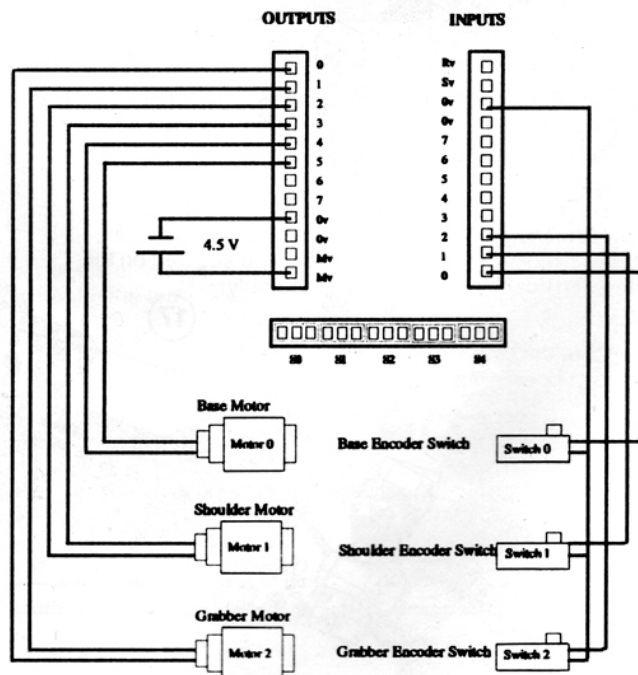 OUTPUTS
0
1
2
3
4
5
6
7
0v
0v
Mv
Mv
4.5 V
INPUTS
Rv
Sv
0v
0v
7
6
5
4
3
2
1
0
17
Base Motor
Motor 0
Base Encoder Switch
Switch 0
Shoulder Motor
Motor 1
Shoulder Encoder Switch
Switch 1
Grabber Motor
Motor 2
Grabber Encoder Switch
Switch 2